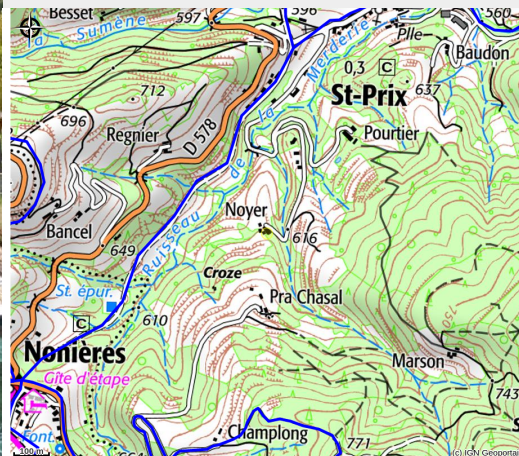 Besset
597
596
560
la Sumène
Plle
Baudon
0,3 C
712
St-Prix
637
696
Regnier
D 578
Pourtier
Ruisseau de la Merderie
Noyer
Bancel
616
649
Croze
St. épur.
Pra Chasal
C
610
Nonières
Marson
Gîte d'étape
743
Font.
Champlong
771
100 m
(c) IGN Geoportail